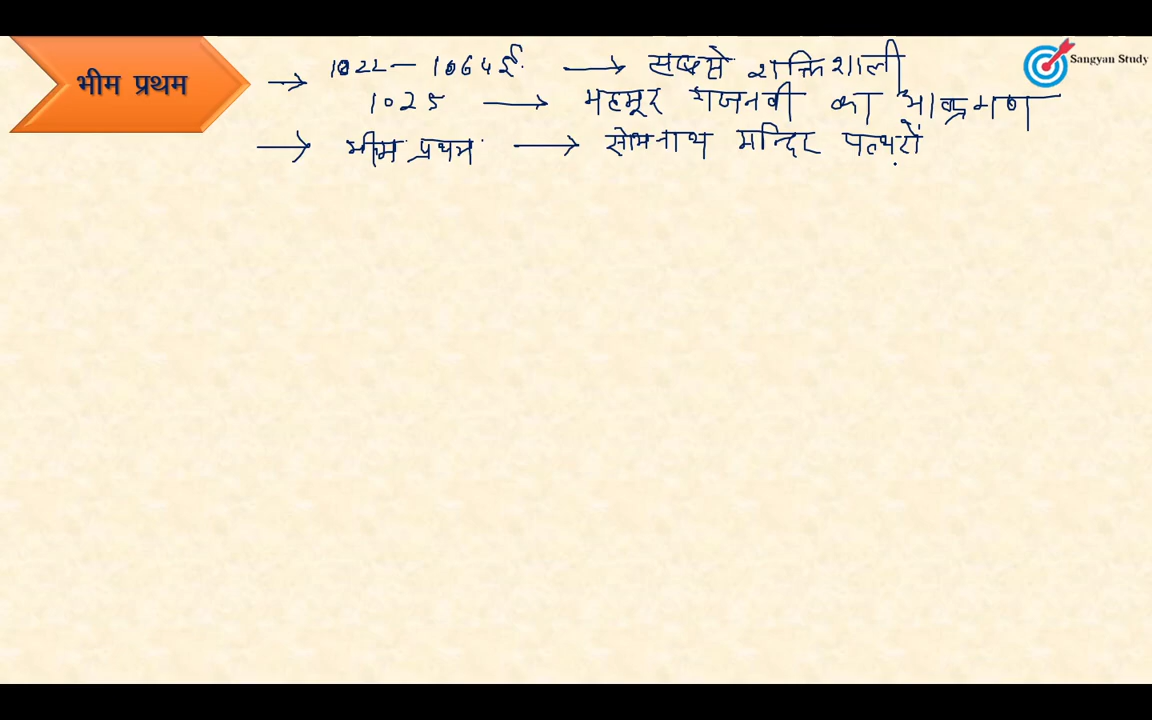 भीम प्रथम
→ 1022 – 1064 ई. → सबसे शक्तिशाली
1025 → महमूद गजनवी का आक्रमण
→ भीम प्रथम → सोमनाथ मन्दिर पत्थरों
Sangyan Study